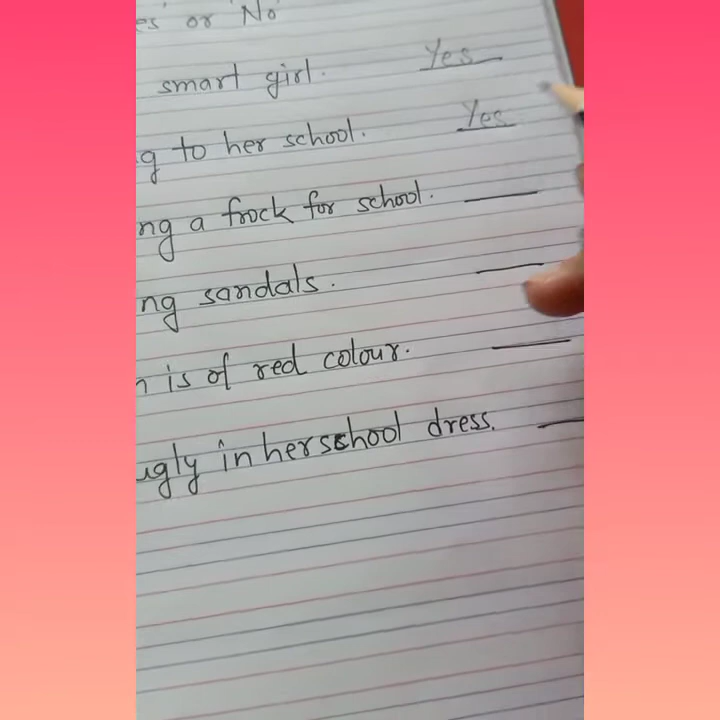 es or No
smart girl. Yes
g to her school. Yes
ng a frock for school.
ng sandals.
n is of red colour.
ugly in her school dress.